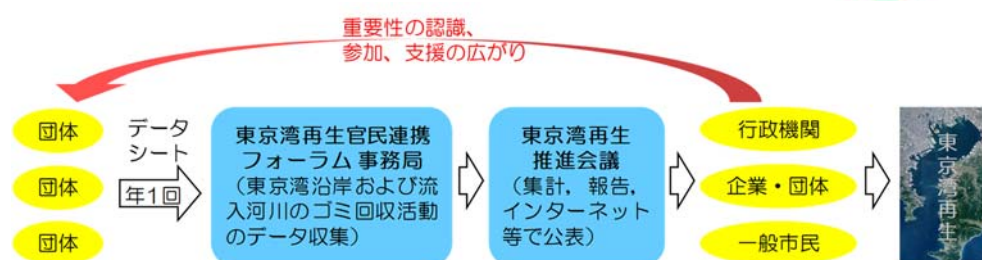 重要性の認識、
参加、支援の広がり
団体
団体
団体
データ
シート
年1回
東京湾再生官民連携
フォーラム 事務局
（東京湾沿岸および流
入河川のゴミ回収活動
のデータ収集）
東京湾再生
推進会議
（集計，報告，
インターネット
等で公表）
行政機関
企業・団体
一般市民
東京湾再生